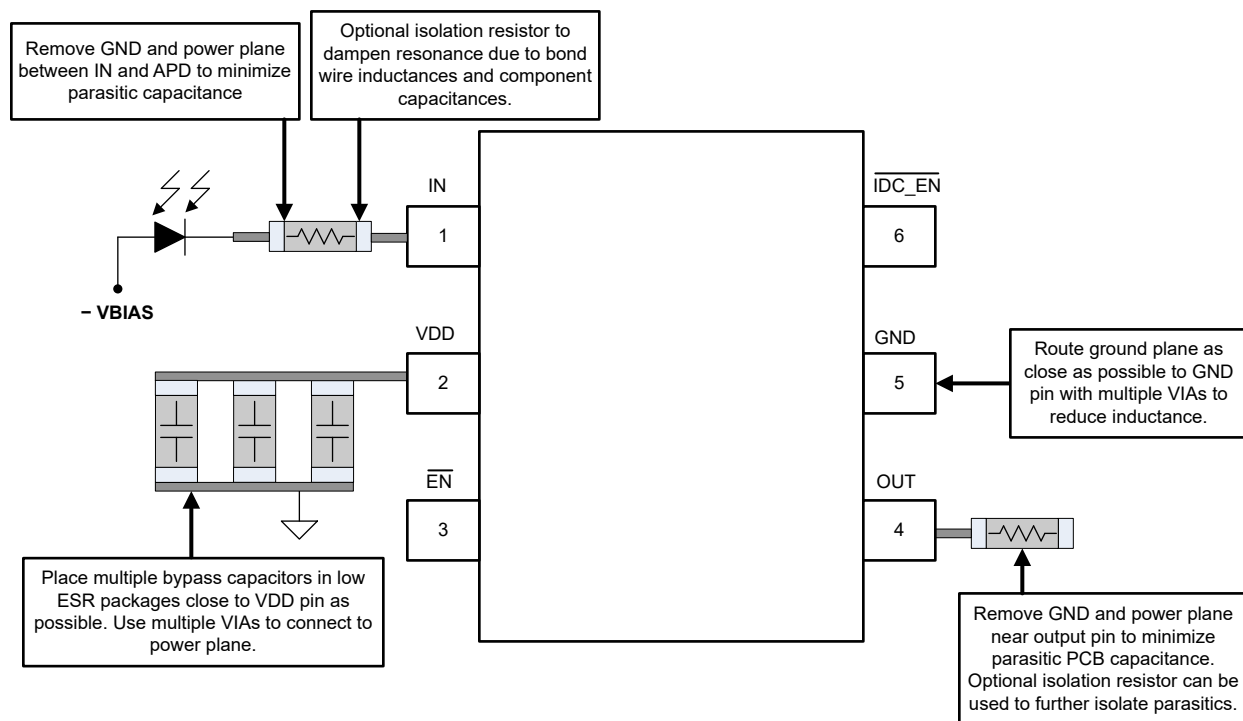 Remove GND and power plane
between IN and APD to minimize
parasitic capacitance
Optional isolation resistor to
dampen resonance due to bond
wire inductances and component
capacitances.
IN
1
IDC_EN
6
− VBIAS
VDD
2
GND
5
Route ground plane as
close as possible to GND
pin with multiple VIAs to
reduce inductance.
EN
3
OUT
4
Place multiple bypass capacitors in low
ESR packages close to VDD pin as
possible. Use multiple VIAs to connect to
power plane.
Remove GND and power plane
near output pin to minimize
parasitic PCB capacitance.
Optional isolation resistor can be
used to further isolate parasitics.